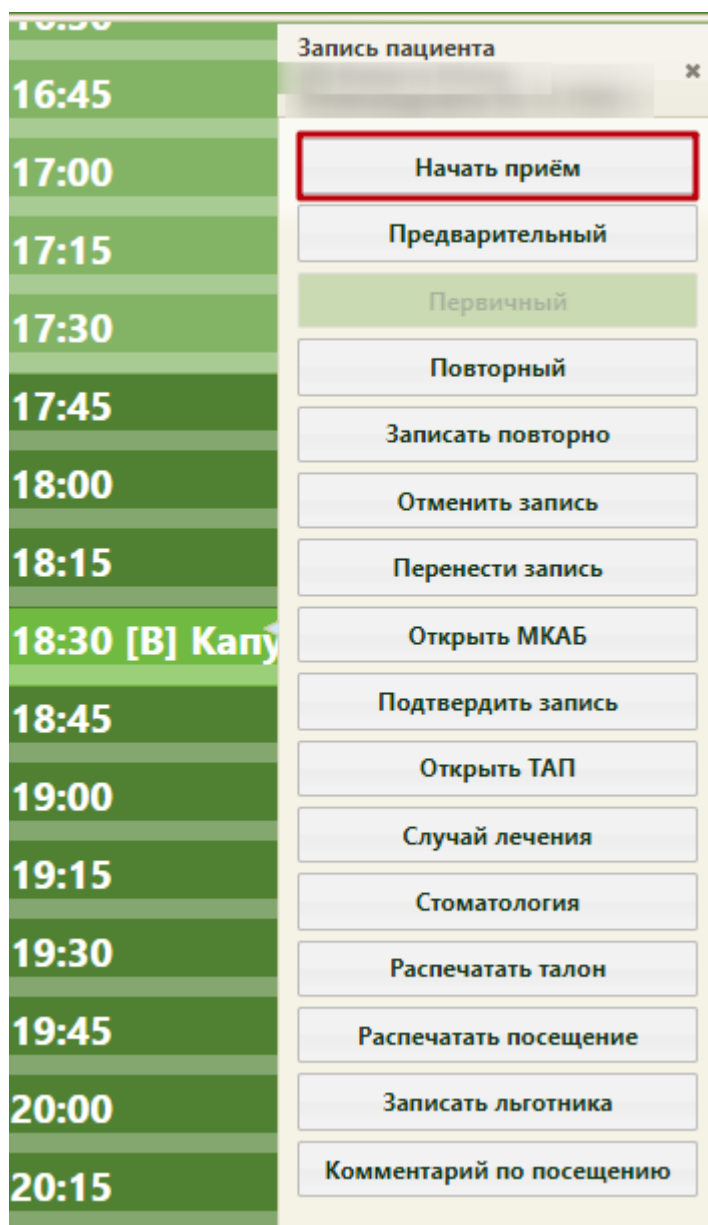 16:45
17:00
17:15
17:30
17:45
18:00
18:15
18:30 [В] Капу
18:45
19:00
19:15
19:30
19:45
20:00
20:15
Запись пациента
Начать приём
Предварительный
Первичный
Повторный
Записать повторно
Отменить запись
Перенести запись
Открыть МКАБ
Подтвердить запись
Открыть ТАП
Случай лечения
Стоматология
Распечатать талон
Распечатать посещение
Записать льготника
Комментарий по посещению